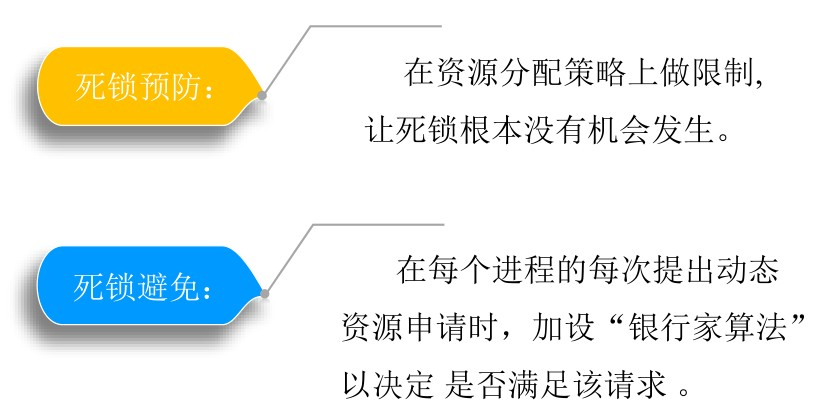 死锁预防：
在资源分配策略上做限制，
让死锁根本没有机会发生。
死锁避免：
在每个进程的每次提出动态
资源申请时，加设“银行家算法”
以决定 是否满足该请求 。